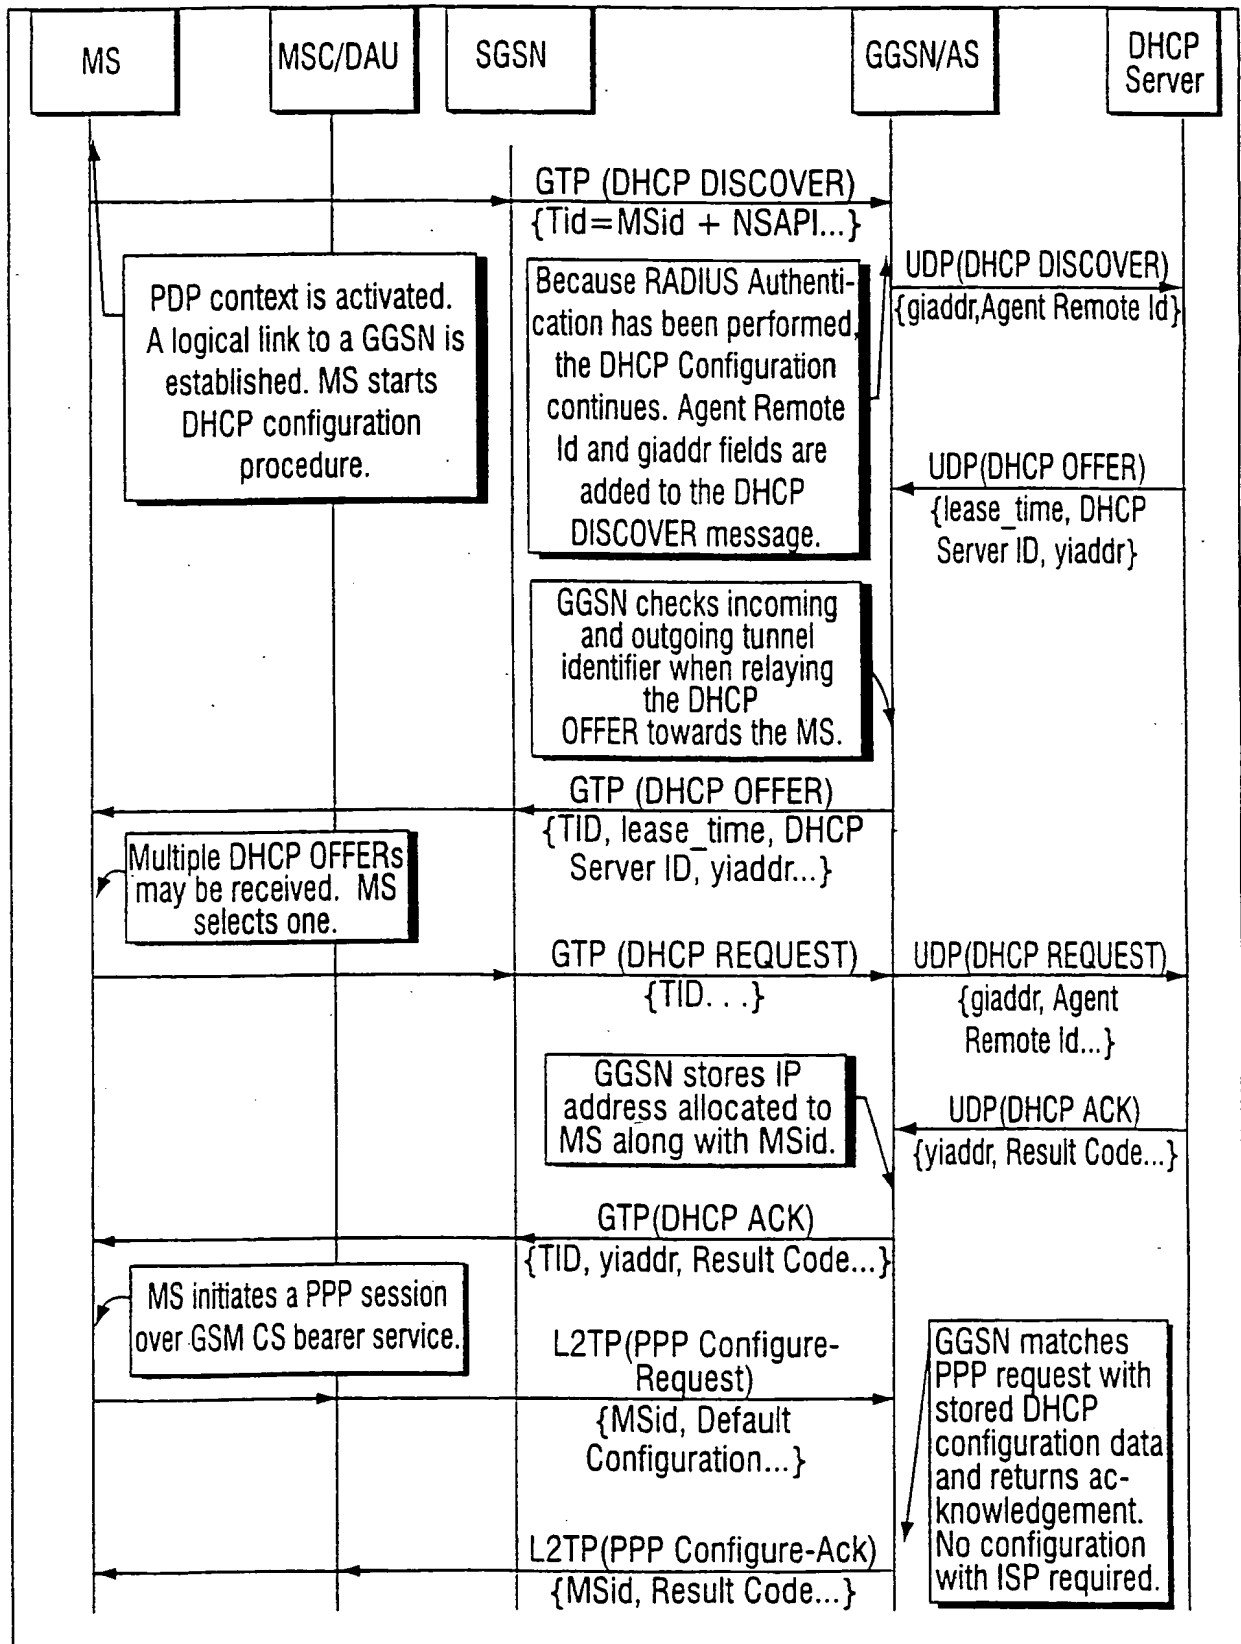 MS
MSC/DAU
SGSN
GGSN/AS
DHCP
Server
GTP (DHCP DISCOVER)
{Tid=MSid + NSAPI...}
PDP context is activated.
A logical link to a GGSN is
established. MS starts
DHCP configuration
procedure.
Because RADIUS Authenti-
cation has been performed,
the DHCP Configuration
continues. Agent Remote
Id and giaddr fields are
added to the DHCP
DISCOVER message.
UDP(DHCP DISCOVER)
{giaddr,Agent Remote Id}
UDP(DHCP OFFER)
{lease_time, DHCP
Server ID, yiaddr}
GGSN checks incoming
and outgoing tunnel
identifier when relaying
the DHCP
OFFER towards the MS.
GTP (DHCP OFFER)
{TID, lease_time, DHCP
Server ID, yiaddr...}
Multiple DHCP OFFERs
may be received. MS
selects one.
GTP (DHCP REQUEST)
{TID. . .}
UDP(DHCP REQUEST)
{giaddr, Agent
Remote Id...}
GGSN stores IP
address allocated to
MS along with MSid.
UDP(DHCP ACK)
{yiaddr, Result Code...}
GTP(DHCP ACK)
{TID, yiaddr, Result Code...}
MS initiates a PPP session
over GSM CS bearer service.
L2TP(PPP Configure-
Request)
{MSid, Default
Configuration...}
GGSN matches
PPP request with
stored DHCP
configuration data
and returns ac-
knowledgement.
No configuration
with ISP required.
L2TP(PPP Configure-Ack)
{MSid, Result Code...}